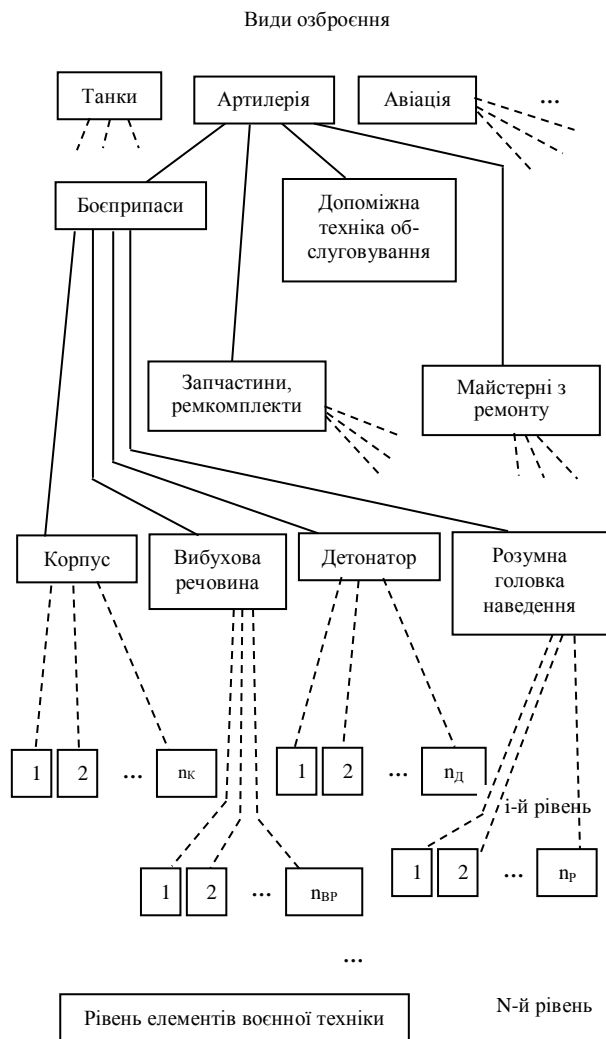 Види озброєння
Танки
Артилерія
Авіація
...
Боєприпаси
Допоміжна
техніка об-
слуговування
Запчастини,
ремкомплекти
Майстерні з
ремонту
Корпус
Вибухова
речовина
Детонатор
Розумна
головка
наведення
1 2 ... nК
1 2 ... nД
і-й рівень
1 2 ... nВР
1 2 ... nР
...
N-й рівень
Рівень елементів воєнної техніки